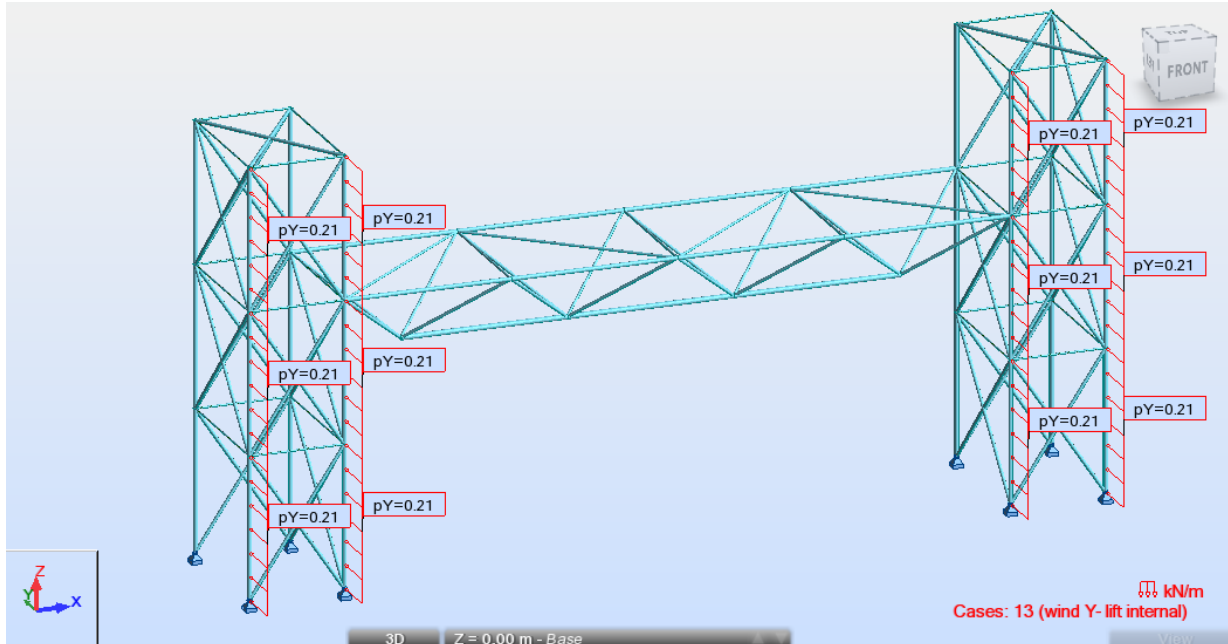 TOP
FRONT
pY=0.21
pY=0.21
pY=0.21
pY=0.21
pY=0.21
pY=0.21
pY=0.21
pY=0.21
pY=0.21
pY=0.21
pY=0.21
pY=0.21
kN/m
Cases: 13 (wind Y- lift internal)
Z
Y
X
3D
Z = 0.00 m - Base
View